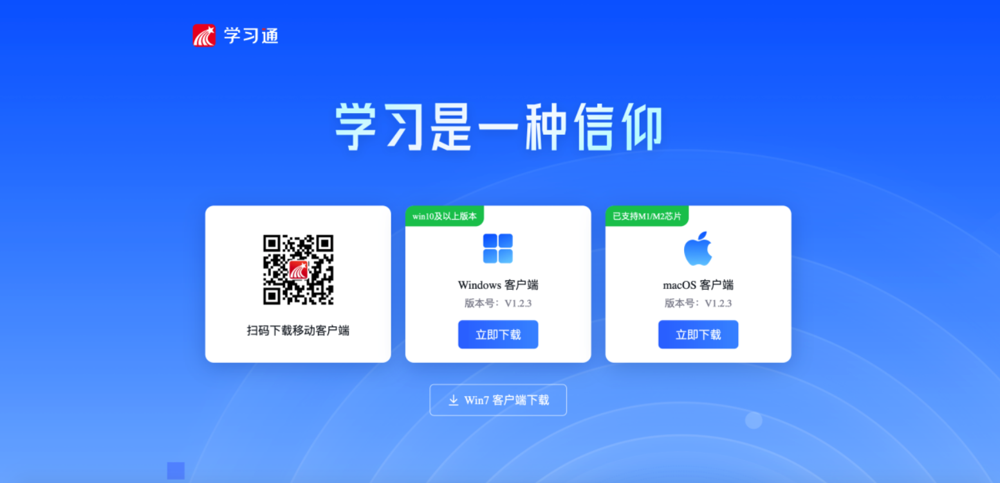 学习通
学习是一种信仰
扫码下载移动客户端
win10及以上版本
Windows 客户端
版本号：V1.2.3
立即下载
已支持M1/M2芯片
macOS 客户端
版本号：V1.2.3
立即下载
Win7 客户端下载